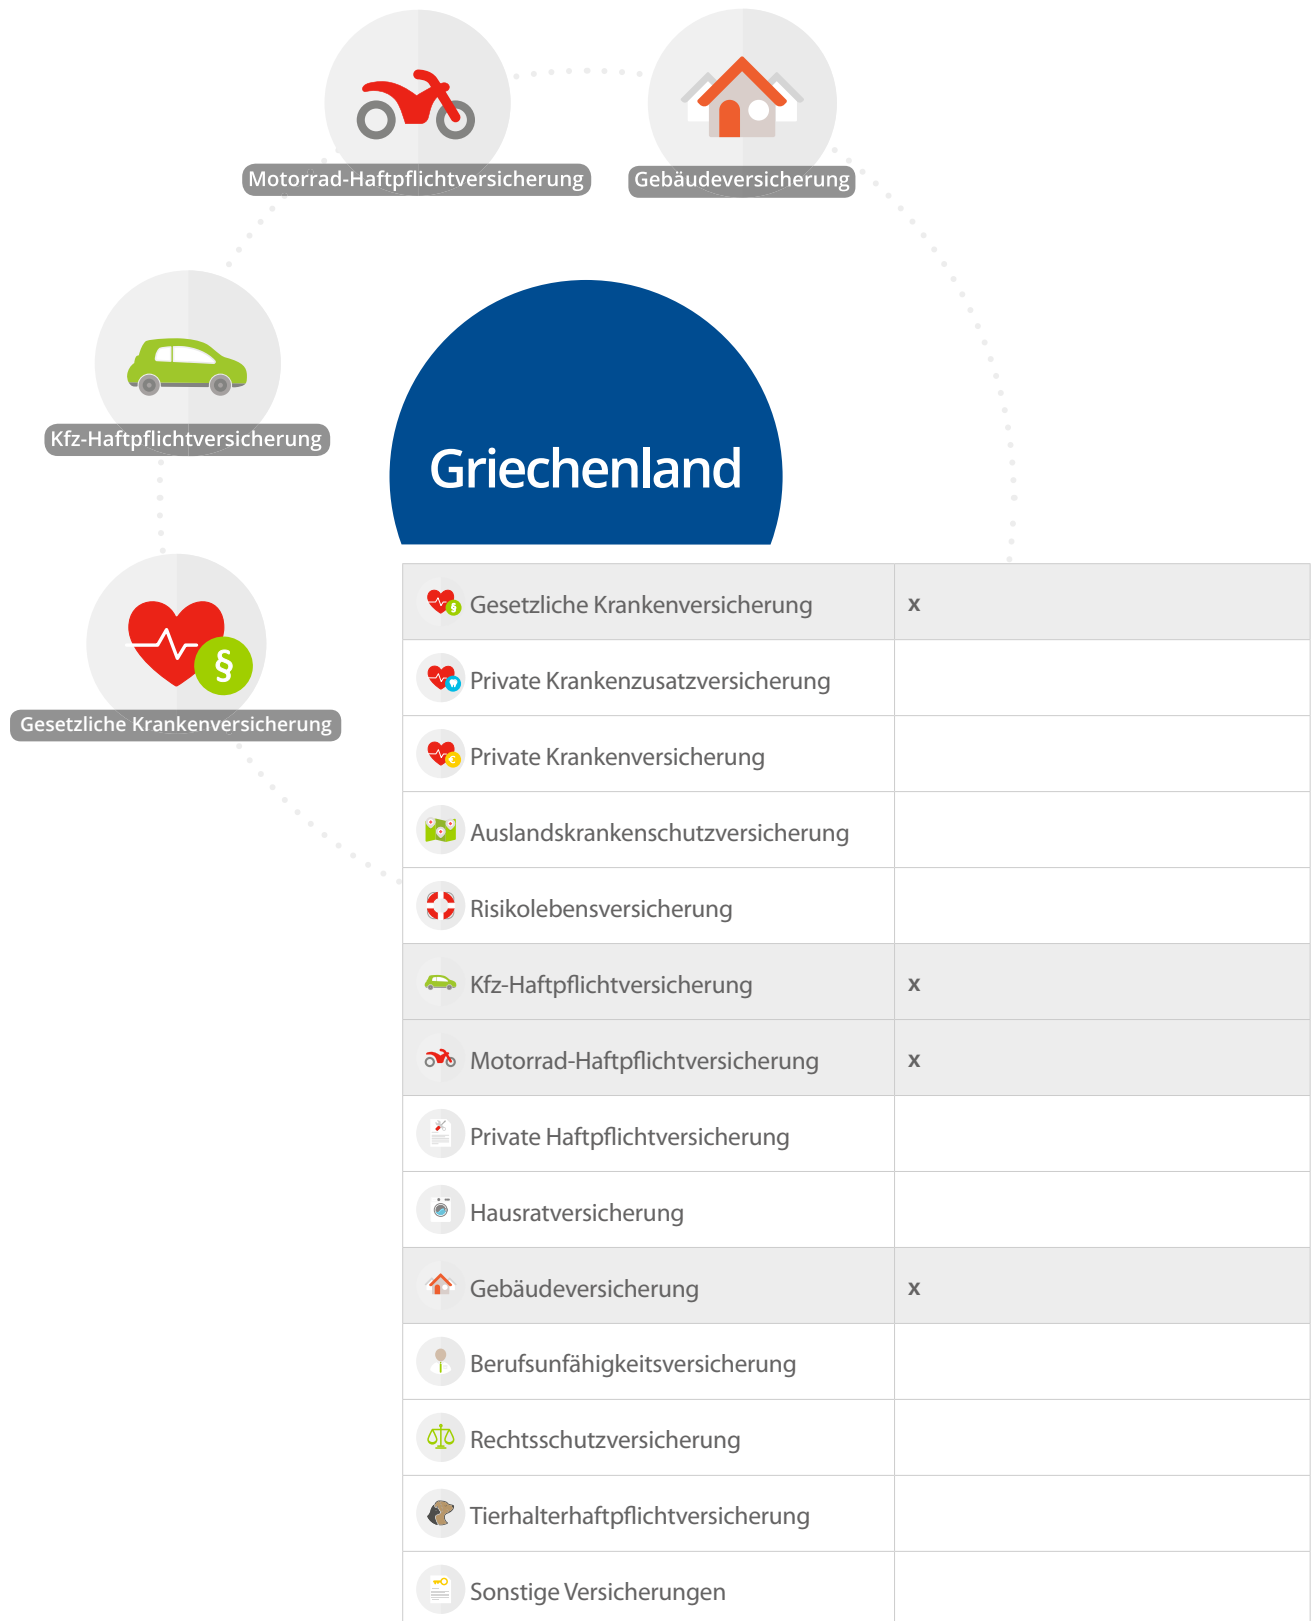 Motorrad-Haftpflichtversicherung
Gebäudeversicherung
Kfz-Haftpflichtversicherung
Griechenland
§
Gesetzliche Krankenversicherung
§ Gesetzliche Krankenversicherung x
Private Krankenzusatzversicherung
€ Private Krankenversicherung
Auslandskrankenschutzversicherung
Risikolebensversicherung
Kfz-Haftpflichtversicherung x
Motorrad-Haftpflichtversicherung x
Private Haftpflichtversicherung
Hausratversicherung
Gebäudeversicherung x
Berufsunfähigkeitsversicherung
Rechtsschutzversicherung
Tierhalterhaftpflichtversicherung
Sonstige Versicherungen